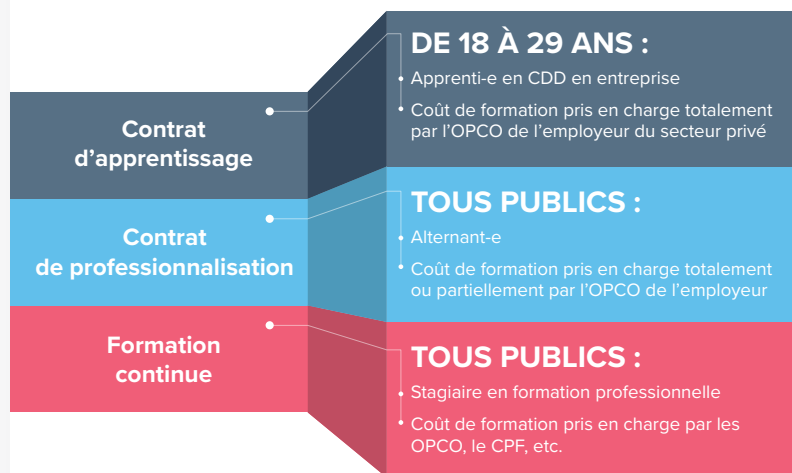 Contrat
d'apprentissage
DE 18 À 29 ANS :
• Apprenti-e en CDD en entreprise
• Coût de formation pris en charge totalement
par l'OPCO de l'employeur du secteur privé
Contrat
de professionnalisation
TOUS PUBLICS :
• Alternant-e
• Coût de formation pris en charge totalement
ou partiellement par l'OPCO de l'employeur
Formation
continue
TOUS PUBLICS :
• Stagiaire en formation professionnelle
• Coût de formation pris en charge par les
OPCO, le CPF, etc.